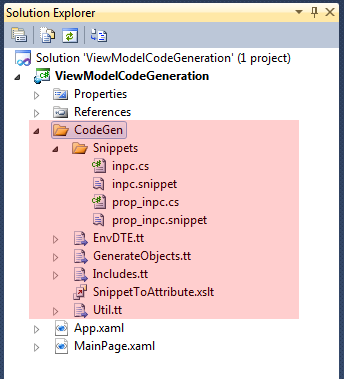 Solution Explorer
Solution 'ViewModelCodeGeneration' (1 project)
ViewModelCodeGeneration
Properties
References
CodeGen
Snippets
inpc.cs
inpc.snippet
prop_inpc.cs
prop_inpc.snippet
EnvDTE.tt
GenerateObjects.tt
Includes.tt
SnippetToAttribute.xslt
Util.tt
App.xaml
MainPage.xaml